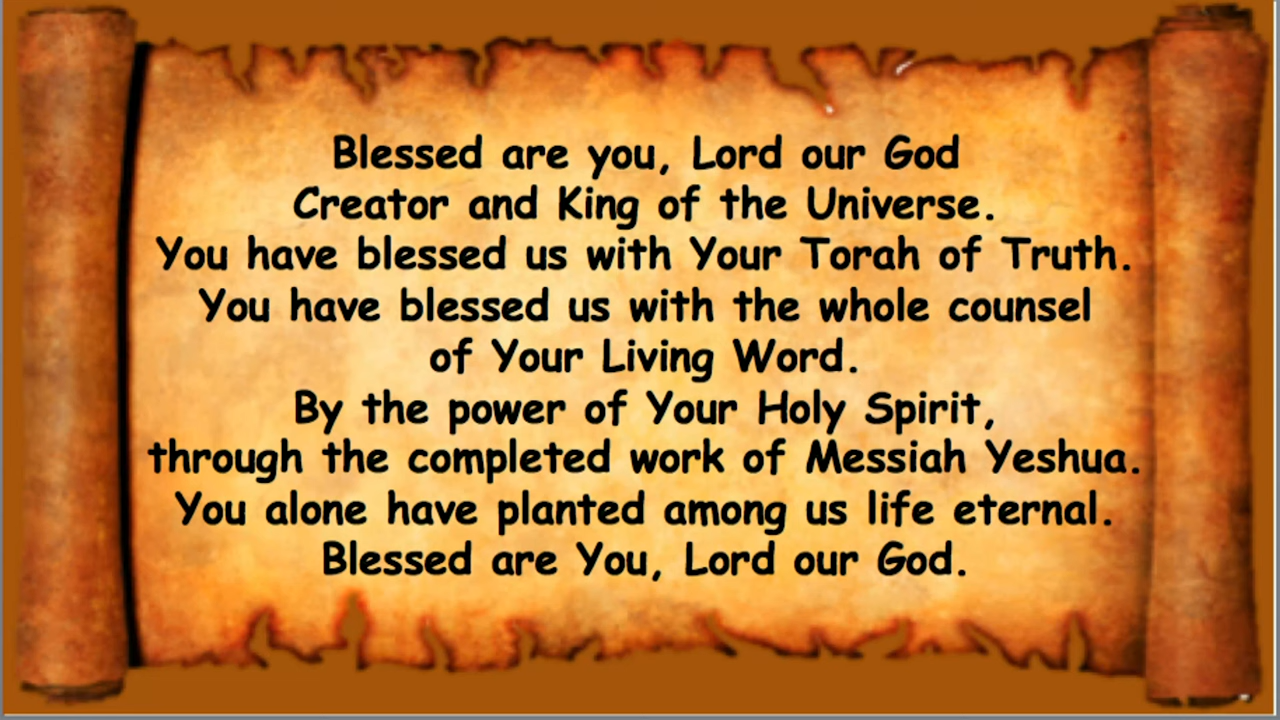 Blessed are you, Lord our God
Creator and King of the Universe.
You have blessed us with Your Torah of Truth.
You have blessed us with the whole counsel
of Your Living Word.
By the power of Your Holy Spirit,
through the completed work of Messiah Yeshua.
You alone have planted among us life eternal.
Blessed are You, Lord our God.